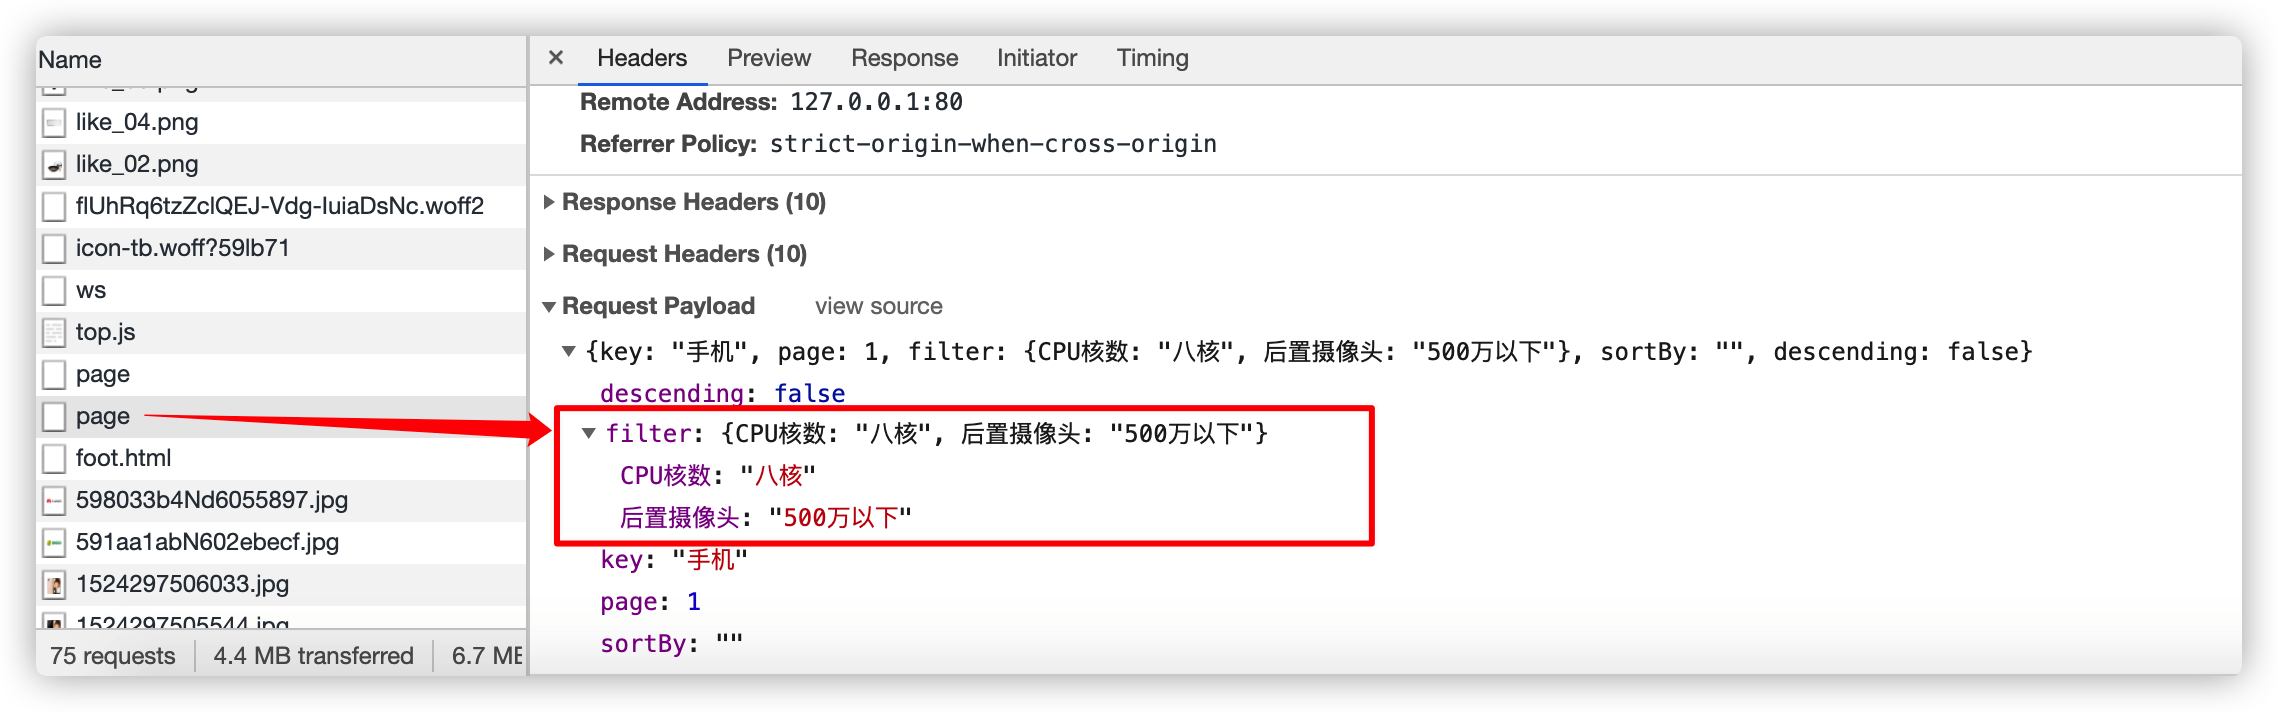 Name
like_04.png
like_02.png
flUhRq6tzZclQEJ-Vdg-IuiaDsNc.woff2
icon-tb.woff?59lb71
ws
top.js
page
page
foot.html
598033b4Nd6055897.jpg
591aa1abN602ebecf.jpg
1524297506033.jpg
1524297505544.jpg
75 requests 4.4 MB transferred 6.7 ME
× Headers Preview Response Initiator Timing
Remote Address: 127.0.0.1:80
Referrer Policy: strict-origin-when-cross-origin
Response Headers (10)
Request Headers (10)
Request Payload view source
{key: "手机", page: 1, filter: {CPU核数: "八核", 后置摄像头: "500万以下"}, sortBy: "", descending: false}
descending: false
filter: {CPU核数: "八核", 后置摄像头: "500万以下"}
CPU核数: "八核"
后置摄像头: "500万以下"
key: "手机"
page: 1
sortBy: ""